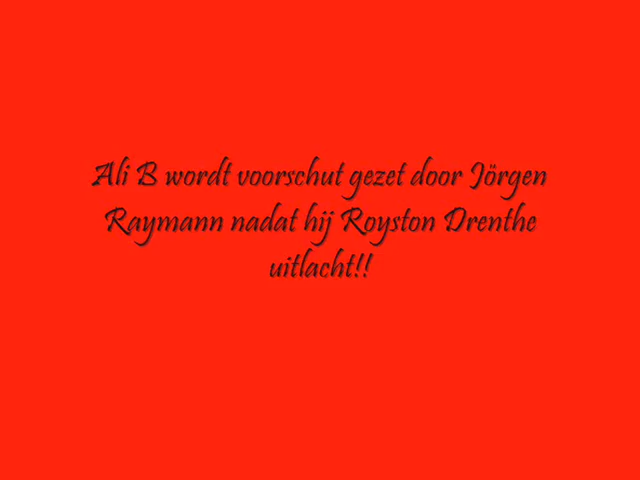 Ali B wordt voorschut gezet door Jörgen
Raymann nadat hij Royston Drenthe
uitlacht!!